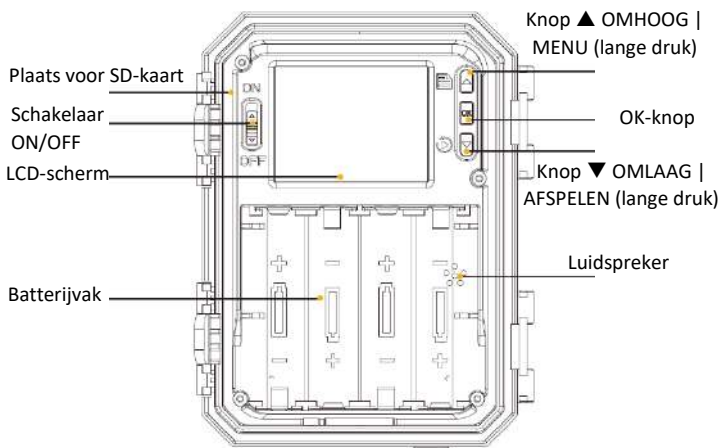 Knop ▲ OMHOOG |
MENU (lange druk)
Plaats voor SD-kaart
ON
Schakelaar
ON/OFF
OK
OK-knop
OFF
LCD-scherm
Knop ▼ OMLAAG |
AFSPELEN (lange druk)
Luidspreker
Batterijvak
+ − + −
− + − +